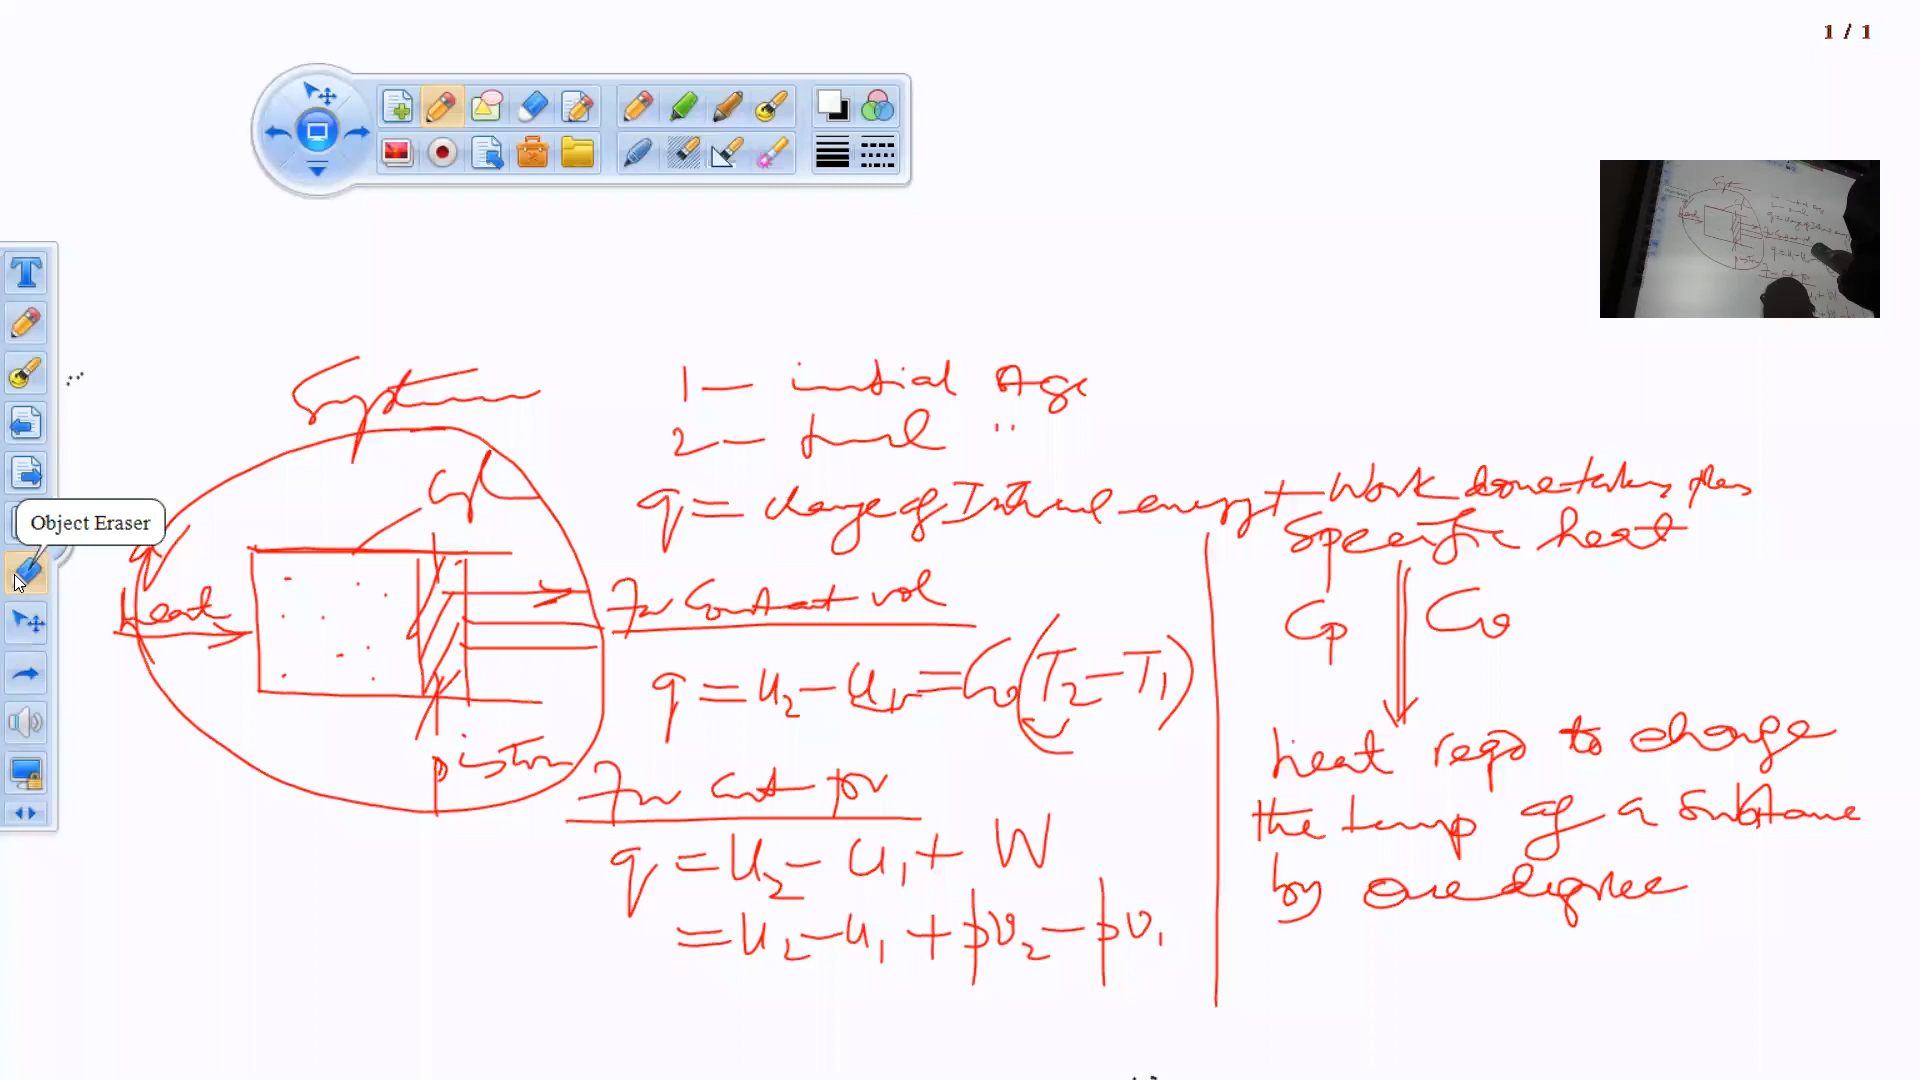 1 / 1
Object Eraser
System
Cyl
q
heat
piston
1 — initial stage
2 — final "
q = change of Internal energy + Work done taking place
For Constant vol
q = u2 - u1 = Cv(T2 - T1)
For cnt pr
q = u2 - u1 + W
= u2 - u1 + pv2 - pv1
Specific heat
Cp Cv
heat reqd to change
the temp of a substance
by one degree